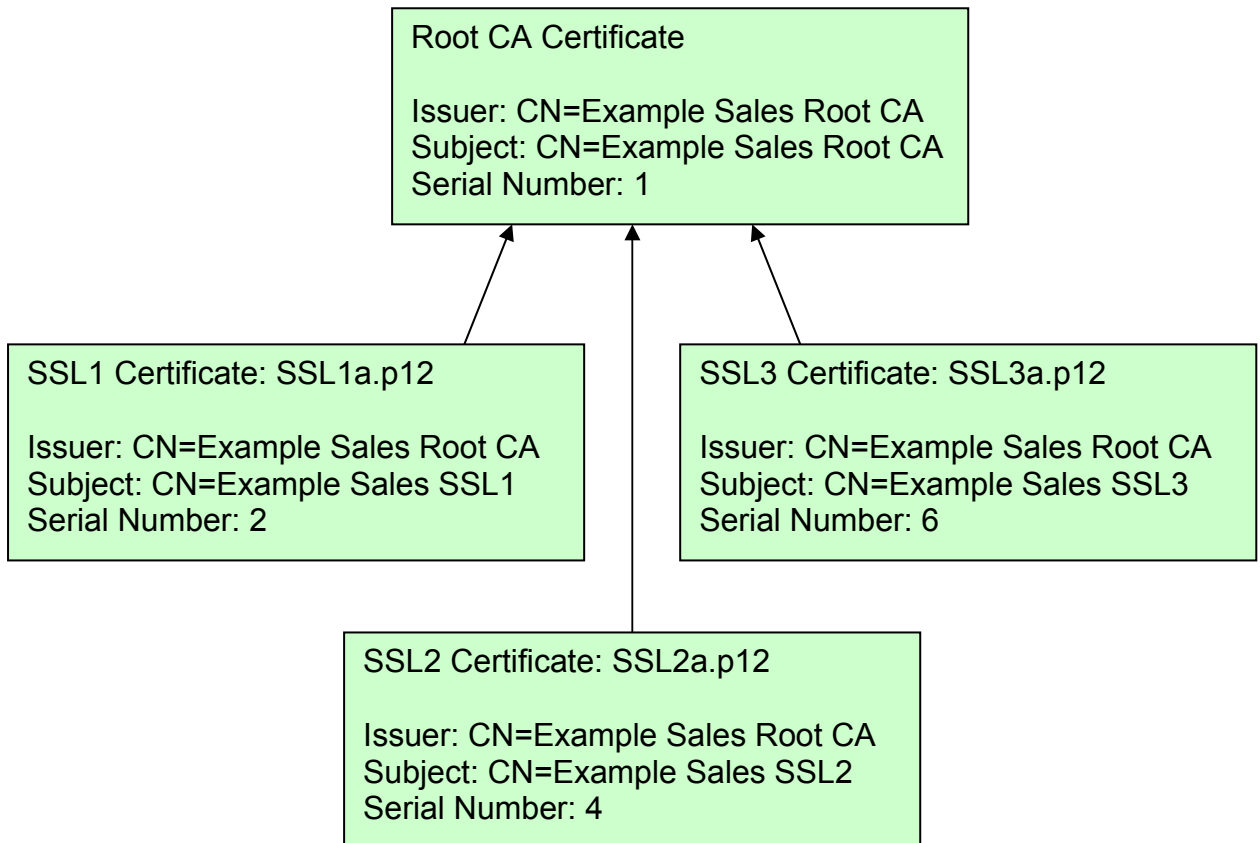 Root CA Certificate
Issuer: CN=Example Sales Root CA
Subject: CN=Example Sales Root CA
Serial Number: 1
SSL1 Certificate: SSL1a.p12
Issuer: CN=Example Sales Root CA
Subject: CN=Example Sales SSL1
Serial Number: 2
SSL3 Certificate: SSL3a.p12
Issuer: CN=Example Sales Root CA
Subject: CN=Example Sales SSL3
Serial Number: 6
SSL2 Certificate: SSL2a.p12
Issuer: CN=Example Sales Root CA
Subject: CN=Example Sales SSL2
Serial Number: 4